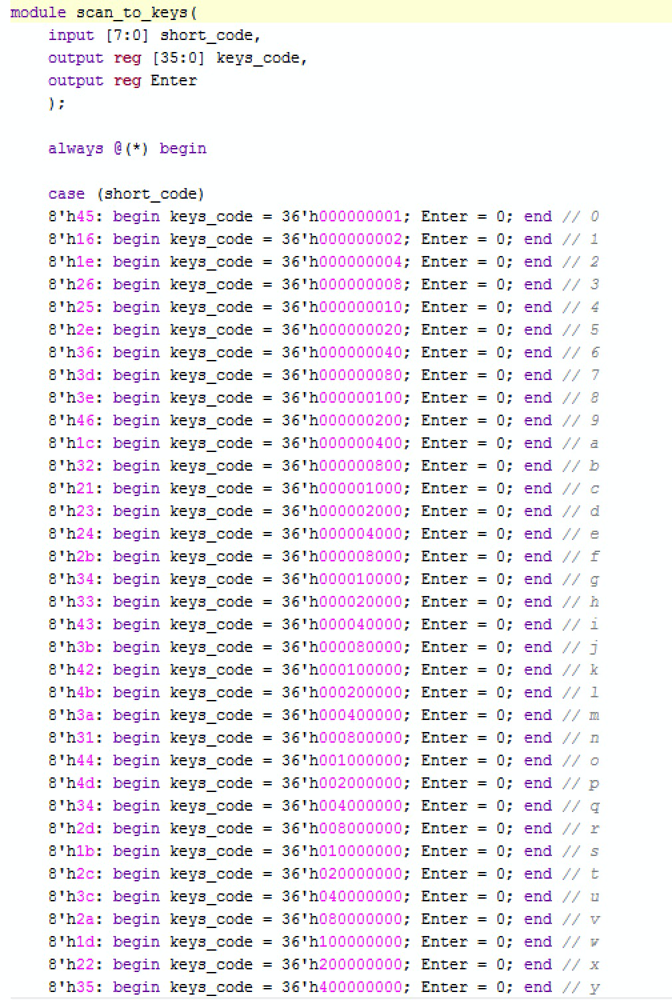 module scan_to_keys(
input [7:0] short_code,
output reg [35:0] keys_code,
output reg Enter
);
always @(*) begin
case (short_code)
8'h45: begin keys_code = 36'h000000001; Enter = 0; end // 0
8'h16: begin keys_code = 36'h000000002; Enter = 0; end // 1
8'h1e: begin keys_code = 36'h000000004; Enter = 0; end // 2
8'h26: begin keys_code = 36'h000000008; Enter = 0; end // 3
8'h25: begin keys_code = 36'h000000010; Enter = 0; end // 4
8'h2e: begin keys_code = 36'h000000020; Enter = 0; end // 5
8'h36: begin keys_code = 36'h000000040; Enter = 0; end // 6
8'h3d: begin keys_code = 36'h000000080; Enter = 0; end // 7
8'h3e: begin keys_code = 36'h000000100; Enter = 0; end // 8
8'h46: begin keys_code = 36'h000000200; Enter = 0; end // 9
8'h1c: begin keys_code = 36'h000000400; Enter = 0; end // a
8'h32: begin keys_code = 36'h000000800; Enter = 0; end // b
8'h21: begin keys_code = 36'h000001000; Enter = 0; end // c
8'h23: begin keys_code = 36'h000002000; Enter = 0; end // d
8'h24: begin keys_code = 36'h000004000; Enter = 0; end // e
8'h2b: begin keys_code = 36'h000008000; Enter = 0; end // f
8'h34: begin keys_code = 36'h000010000; Enter = 0; end // g
8'h33: begin keys_code = 36'h000020000; Enter = 0; end // h
8'h43: begin keys_code = 36'h000040000; Enter = 0; end // i
8'h3b: begin keys_code = 36'h000080000; Enter = 0; end // j
8'h42: begin keys_code = 36'h000100000; Enter = 0; end // k
8'h4b: begin keys_code = 36'h000200000; Enter = 0; end // l
8'h3a: begin keys_code = 36'h000400000; Enter = 0; end // m
8'h31: begin keys_code = 36'h000800000; Enter = 0; end // n
8'h44: begin keys_code = 36'h001000000; Enter = 0; end // o
8'h4d: begin keys_code = 36'h002000000; Enter = 0; end // p
8'h34: begin keys_code = 36'h004000000; Enter = 0; end // q
8'h2d: begin keys_code = 36'h008000000; Enter = 0; end // r
8'h1b: begin keys_code = 36'h010000000; Enter = 0; end // s
8'h2c: begin keys_code = 36'h020000000; Enter = 0; end // t
8'h3c: begin keys_code = 36'h040000000; Enter = 0; end // u
8'h2a: begin keys_code = 36'h080000000; Enter = 0; end // v
8'h1d: begin keys_code = 36'h100000000; Enter = 0; end // w
8'h22: begin keys_code = 36'h200000000; Enter = 0; end // x
8'h35: begin keys_code = 36'h400000000; Enter = 0; end // y